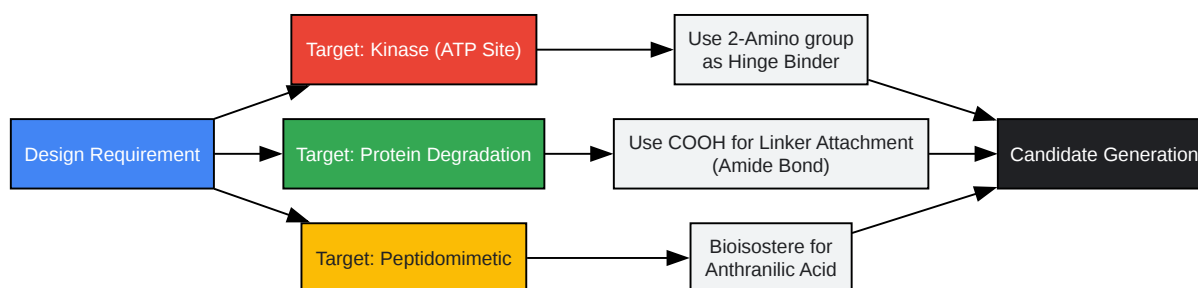 Target: Kinase (ATP Site)
Use 2-Amino group
as Hinge Binder
Design Requirement
Target: Protein Degradation
Use COOH for Linker Attachment
(Amide Bond)
Candidate Generation
Target: Peptidomimetic
Bioisostere for
Anthranilic Acid